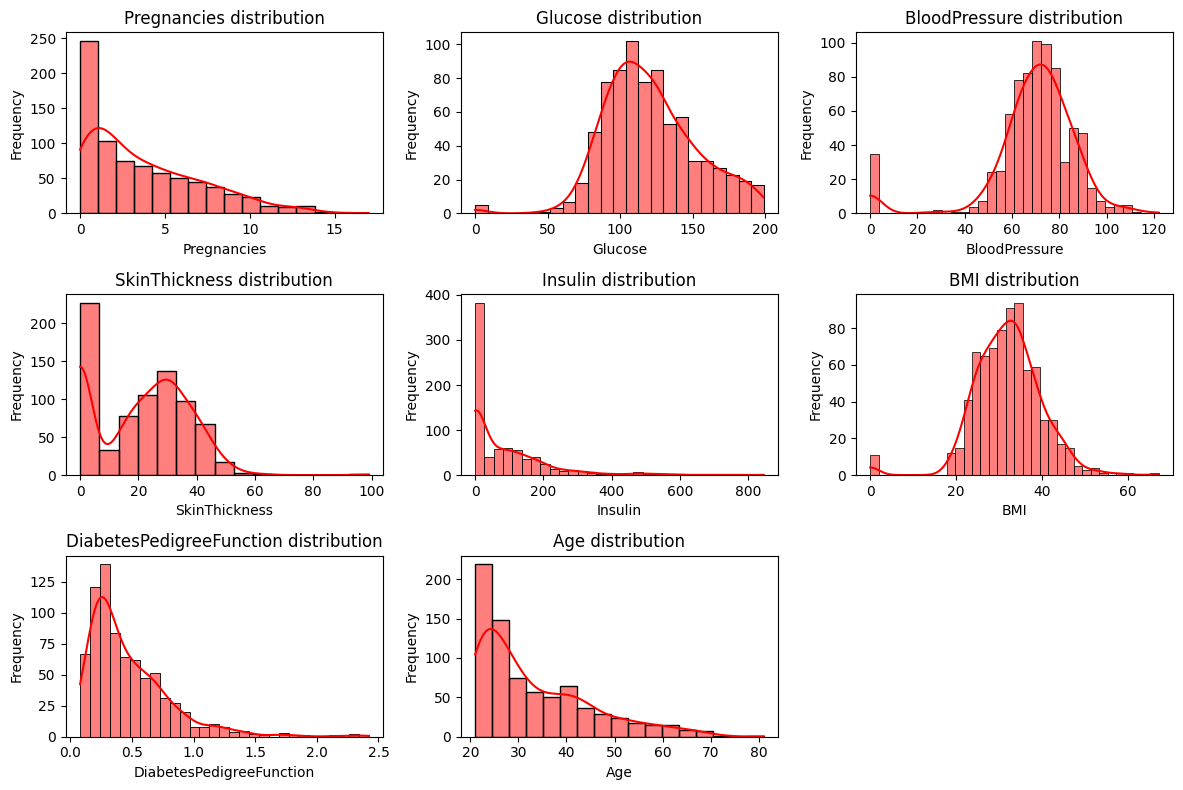 Pregnancies distribution
Frequency
250
200
150
100
50
0
0 5 10 15
Pregnancies
Glucose distribution
Frequency
100
80
60
40
20
0
0 50 100 150 200
Glucose
BloodPressure distribution
Frequency
100
80
60
40
20
0
0 20 40 60 80 100 120
BloodPressure
SkinThickness distribution
Frequency
200
150
100
50
0
0 20 40 60 80 100
SkinThickness
Insulin distribution
Frequency
400
300
200
100
0
0 200 400 600 800
Insulin
BMI distribution
Frequency
80
60
40
20
0
0 20 40 60
BMI
DiabetesPedigreeFunction distribution
Frequency
125
100
75
50
25
0
0.0 0.5 1.0 1.5 2.0 2.5
DiabetesPedigreeFunction
Age distribution
Frequency
200
150
100
50
0
20 30 40 50 60 70 80
Age